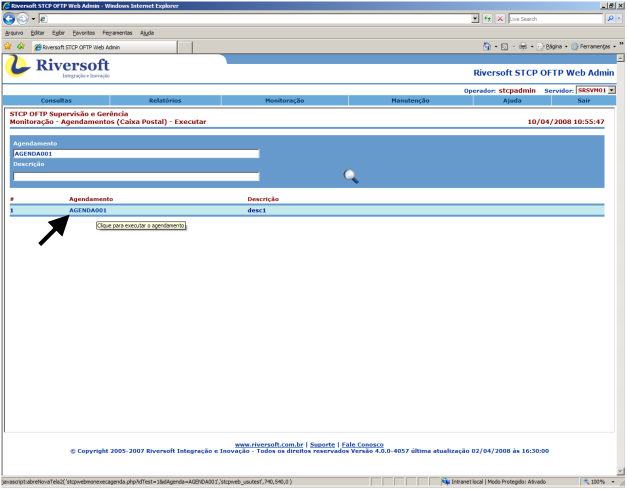 Riversoft STCP OFTP Web Admin - Windows Internet Explorer
Live Search
Arquivo Editar Exibir Favoritos Ferramentas Ajuda
Riversoft STCP OFTP Web Admin
Página Ferramentas
Riversoft
Integração e Inovação
Riversoft STCP OFTP Web Admin
Operador: stcpadmin Servidor: SRSVM01
Consultas Relatórios Monitoração Manutenção Ajuda Sair
STCP OFTP Supervisão e Gerência
Monitoração - Agendamentos (Caixa Postal) - Executar 10/04/2008 10:55:47
Agendamento
AGENDA001
Descrição
# Agendamento Descrição
1 AGENDA001 desc1
Clique para executar o agendamento
www.riversoft.com.br | Suporte | Fale Conosco
© Copyright 2005-2007 Riversoft Integração e Inovação - Todos os direitos reservados Versão 4.0.0-4057 última atualização 02/04/2008 às 16:30:00
javascript:abreNovaTela2('stcpwebmonexecagenda.php?idTest=1&idAgenda=AGENDA001','stcpweb_usutest',740,540,0) Intranet local | Modo Protegido: Ativado 100%